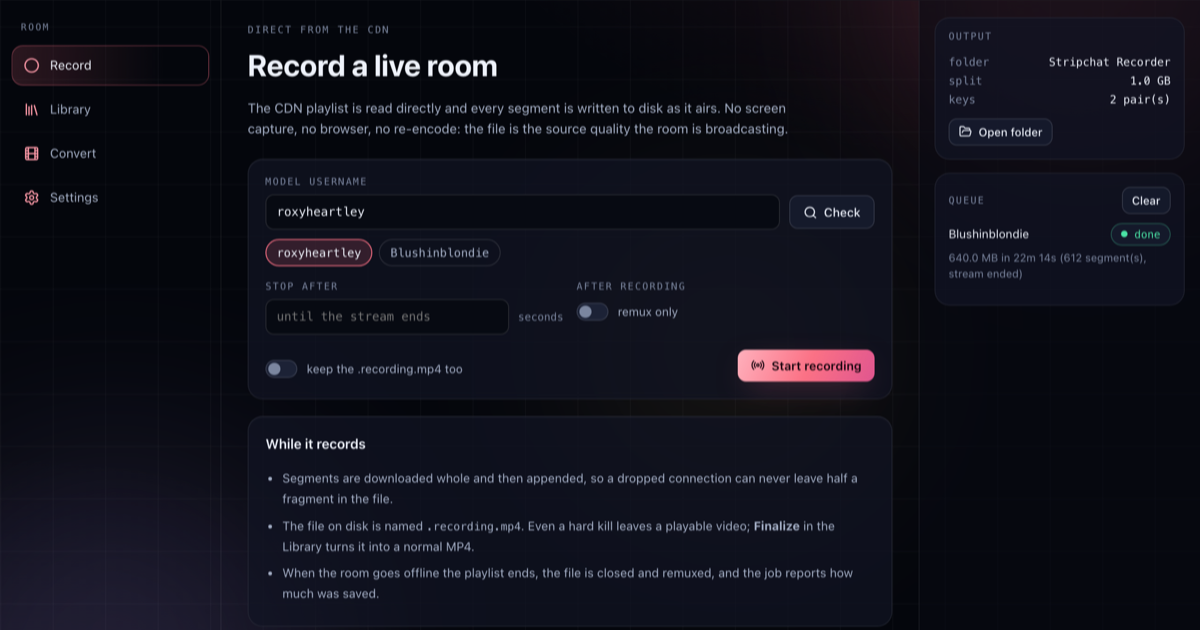 ROOM
Record
Library
Convert
Settings
DIRECT FROM THE CDN
Record a live room
The CDN playlist is read directly and every segment is written to disk as it airs. No screen
capture, no browser, no re-encode: the file is the source quality the room is broadcasting.
MODEL USERNAME
roxyheartley
Check
roxyheartley
Blushinblondie
STOP AFTER
until the stream ends
seconds
AFTER RECORDING
remux only
keep the .recording.mp4 too
Start recording
While it records
• Segments are downloaded whole and then appended, so a dropped connection can never leave half a
fragment in the file.
• The file on disk is named .recording.mp4. Even a hard kill leaves a playable video; Finalize in the
Library turns it into a normal MP4.
• When the room goes offline the playlist ends, the file is closed and remuxed, and the job reports how
much was saved.
OUTPUT
folder Stripchat Recorder
split 1.0 GB
keys 2 pair(s)
Open folder
QUEUE
Clear
Blushinblondie
done
640.0 MB in 22m 14s (612 segment(s),
stream ended)